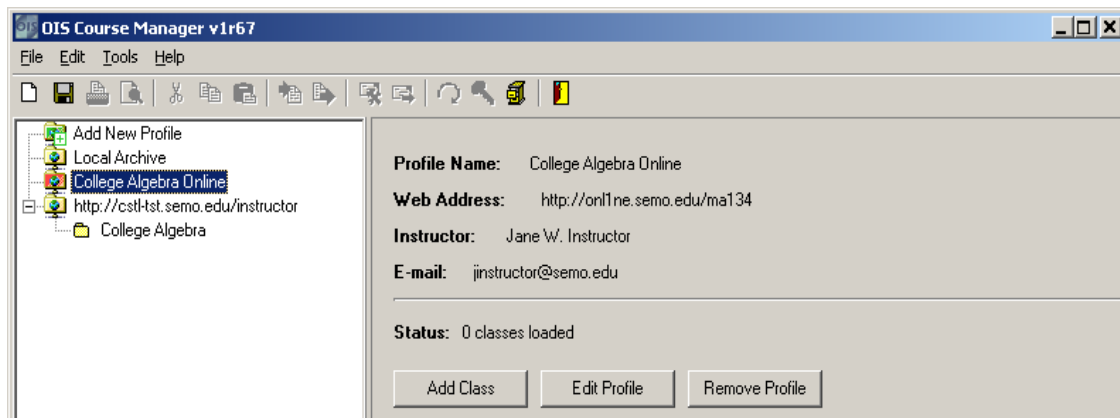 OIS Course Manager v1r67
File Edit Tools Help
Add New Profile
Local Archive
College Algebra Online
http://cstl-tst.semo.edu/instructor
College Algebra
Profile Name: College Algebra Online
Web Address: http://onl1ne.semo.edu/ma134
Instructor: Jane W. Instructor
E-mail: jinstructor@semo.edu
Status: 0 classes loaded
Add Class Edit Profile Remove Profile